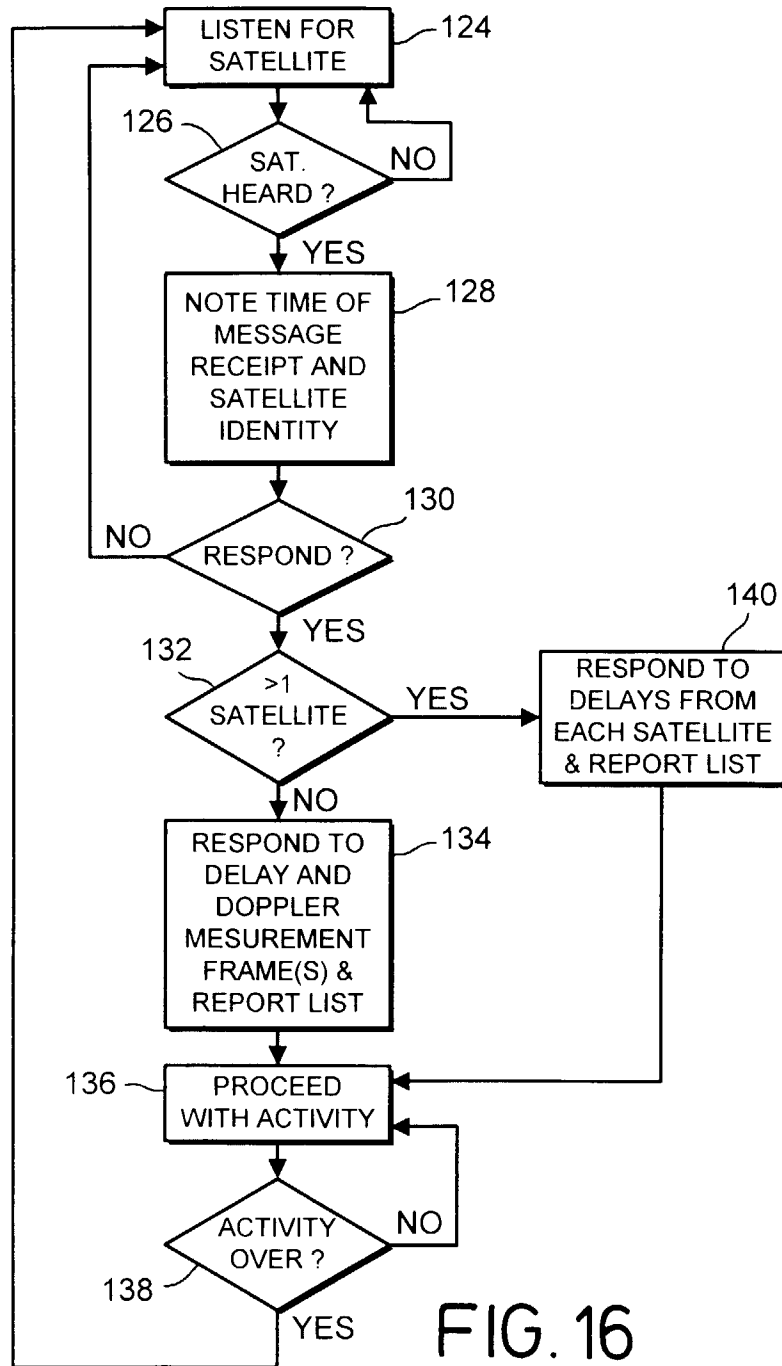 LISTEN FOR
SATELLITE
124
126
SAT.
HEARD ?
NO
YES
NOTE TIME OF
MESSAGE
RECEIPT AND
SATELLITE
IDENTITY
128
130
NO
RESPOND ?
YES
132
>1
SATELLITE
?
YES
140
RESPOND TO
DELAYS FROM
EACH SATELLITE
& REPORT LIST
NO
RESPOND TO
DELAY AND
DOPPLER
MESUREMENT
FRAME(S) &
REPORT LIST
134
136
PROCEED
WITH ACTIVITY
ACTIVITY
OVER ?
NO
138
YES
FIG. 16